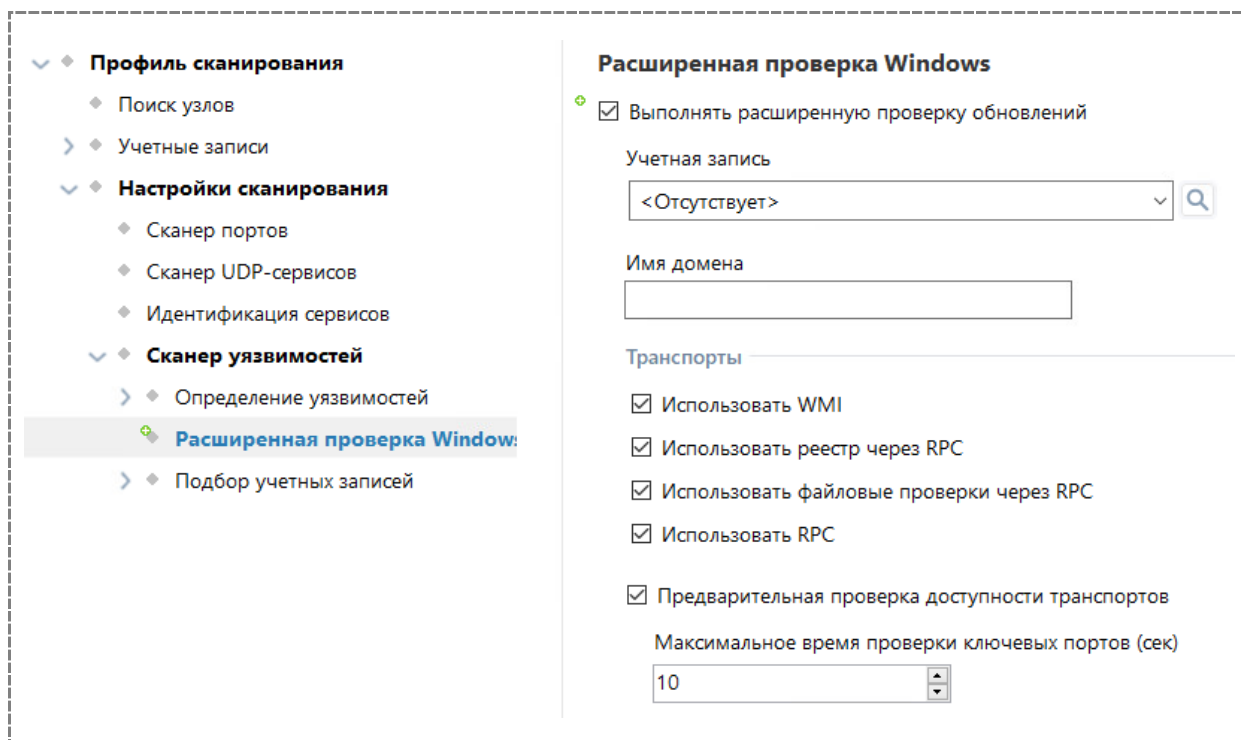 Профиль сканирования
Поиск узлов
Учетные записи
Настройки сканирования
Сканер портов
Сканер UDP-сервисов
Идентификация сервисов
Сканер уязвимостей
Определение уязвимостей
Расширенная проверка Windows
Подбор учетных записей
Расширенная проверка Windows
Выполнять расширенную проверку обновлений
Учетная запись
<Отсутствует>
Имя домена
Транспорты
Использовать WMI
Использовать реестр через RPC
Использовать файловые проверки через RPC
Использовать RPC
Предварительная проверка доступности транспортов
Максимальное время проверки ключевых портов (сек)
10